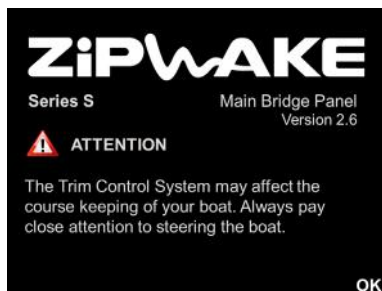 ZiPWAKE
Series S
Main Bridge Panel
Version 2.6
ATTENTION
The Trim Control System may affect the
course keeping of your boat. Always pay
close attention to steering the boat.
OK